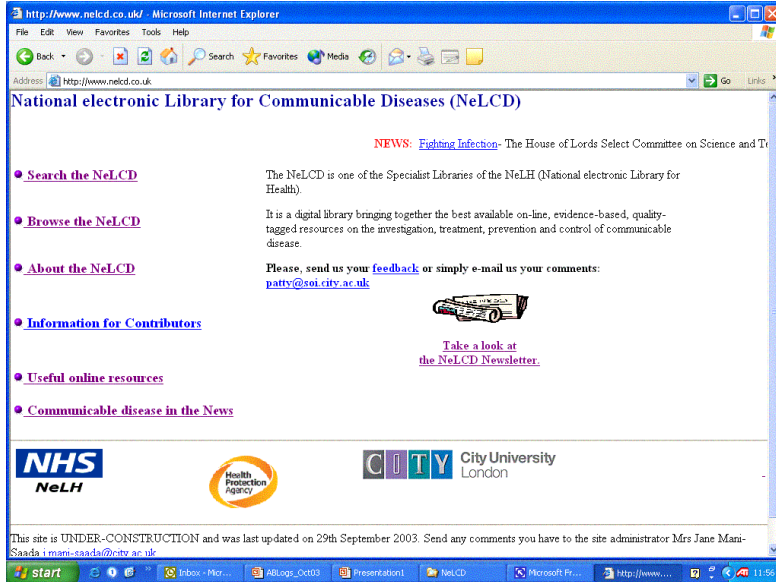 http://www.nelcd.co.uk/ - Microsoft Internet Explorer
File Edit View Favorites Tools Help
Back Search Favorites Media
Address http://www.nelcd.co.uk Go Links
National electronic Library for Communicable Diseases (NeLCD)
NEWS: Fighting Infection- The House of Lords Select Committee on Science and Te
Search the NeLCD
The NeLCD is one of the Specialist Libraries of the NeLH (National electronic Library for
Health).
Browse the NeLCD
It is a digital library bringing together the best available on-line, evidence-based, quality-
tagged resources on the investigation, treatment, prevention and control of communicable
disease.
About the NeLCD
Please, send us your feedback or simply e-mail us your comments:
patty@soi.city.ac.uk
Information for Contributors
Take a look at
the NeLCD Newsletter.
Useful online resources
Communicable disease in the News
NHS
NeLH
Health
Protection
Agency
CITY
City University
London
This site is UNDER-CONSTRUCTION and was last updated on 29th September 2003. Send any comments you have to the site administrator Mrs Jane Mani-
Saada j.mani-saada@city.ac.uk
start Inbox - Micr... ABLogs_Oct03 Presentation1 NeLCD Microsoft Fr... http://www.... 11:56